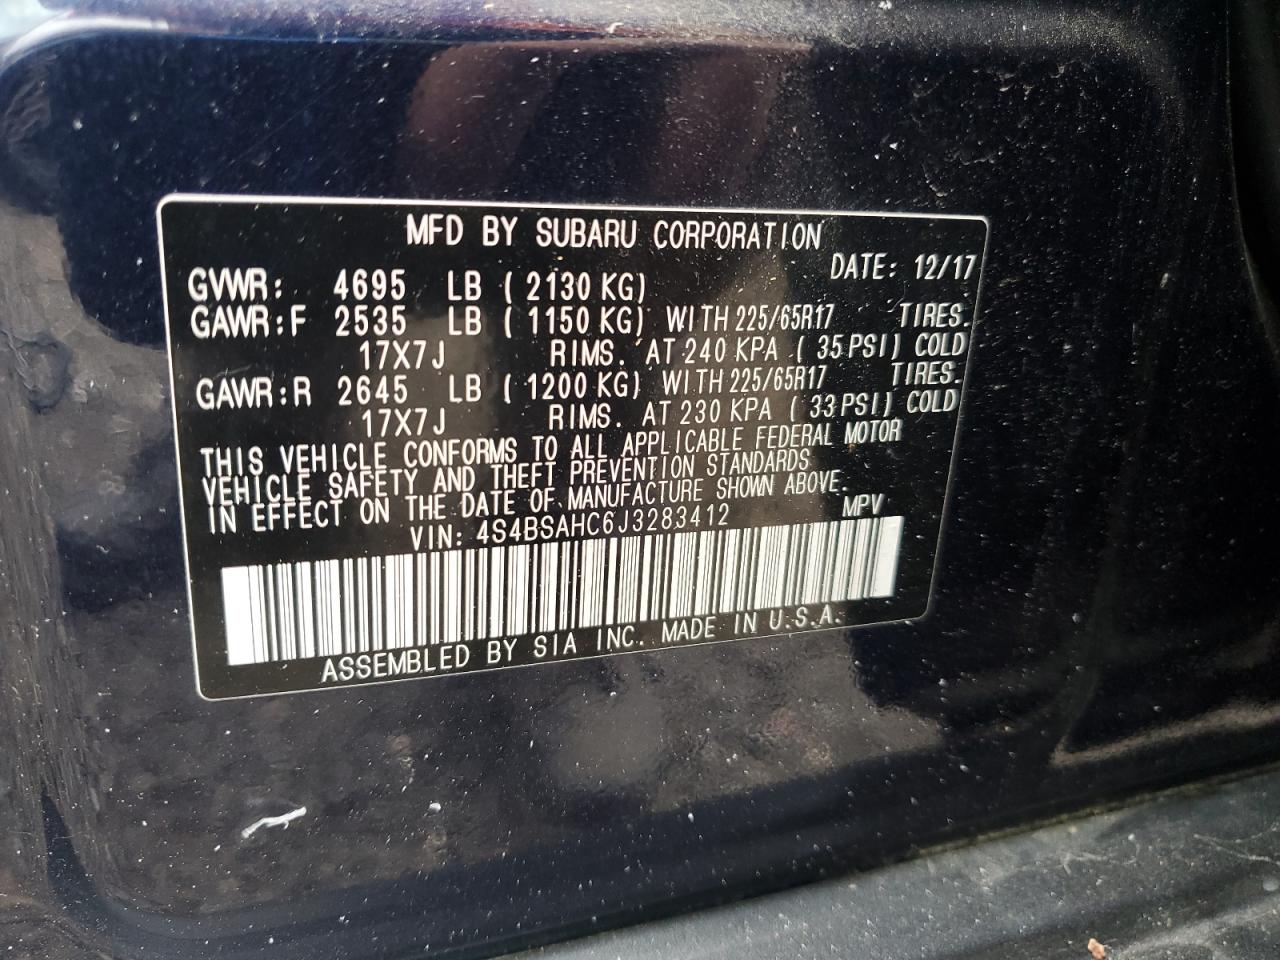 MFD BY SUBARU CORPORATION
DATE: 12/17
GVWR: 4695 LB ( 2130 KG)
GAWR:F 2535 LB ( 1150 KG) WITH 225/65R17 TIRES.
17X7J RIMS. AT 240 KPA ( 35 PSI) COLD
GAWR:R 2645 LB ( 1200 KG) WITH 225/65R17 TIRES.
17X7J RIMS. AT 230 KPA ( 33 PSI) COLD
THIS VEHICLE CONFORMS TO ALL APPLICABLE FEDERAL MOTOR
VEHICLE SAFETY AND THEFT PREVENTION STANDARDS
IN EFFECT ON THE DATE OF MANUFACTURE SHOWN ABOVE.
VIN: 4S4BSAHC6J3283412 MPV
ASSEMBLED BY SIA INC. MADE IN U.S.A.